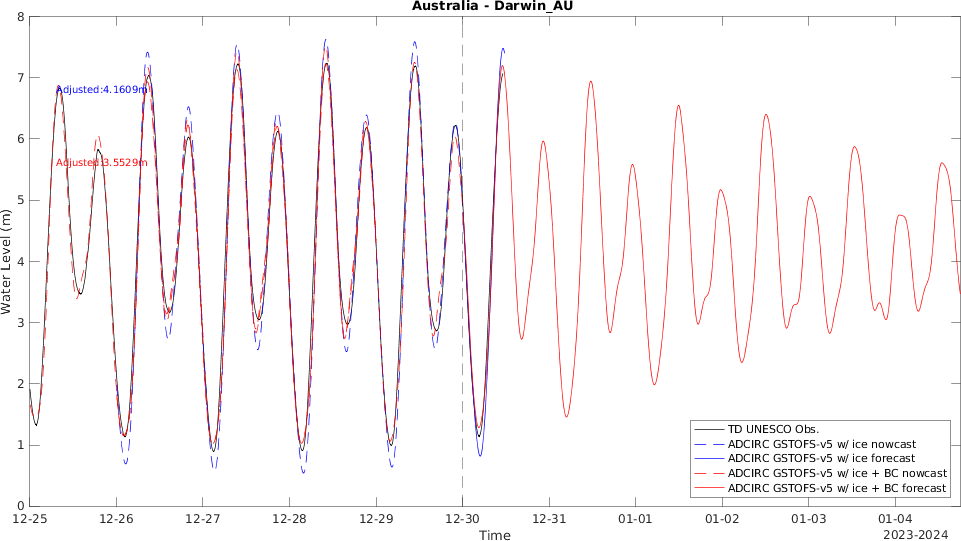 Australia - Darwin_AU
8
7
6
5
4
3
2
1
0
Water Level (m)
Adjusted:4.1609m
Adjusted:3.5529m
TD UNESCO Obs.
ADCIRC GSTOFS-v5 w/ ice nowcast
ADCIRC GSTOFS-v5 w/ ice forecast
ADCIRC GSTOFS-v5 w/ ice + BC nowcast
ADCIRC GSTOFS-v5 w/ ice + BC forecast
12-25 12-26 12-27 12-28 12-29 12-30 12-31 01-01 01-02 01-03 01-04
Time
2023-2024